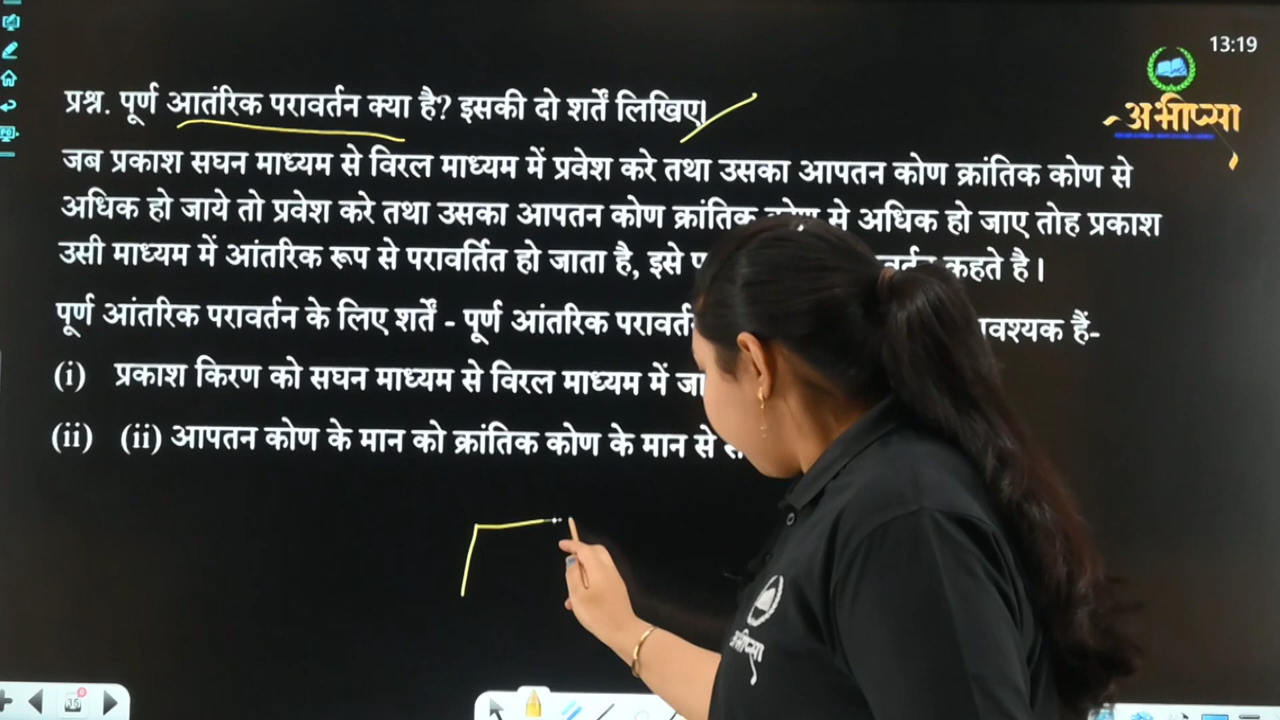 13:19
अभीप्सा
प्रश्न. पूर्ण आतंरिक परावर्तन क्या है? इसकी दो शर्तें लिखिए।
जब प्रकाश सघन माध्यम से विरल माध्यम में प्रवेश करे तथा उसका आपतन कोण क्रांतिक कोण से
अधिक हो जाये तो प्रवेश करे तथा उसका आपतन कोण क्रांतिक कोण से अधिक हो जाए तोह प्रकाश
उसी माध्यम में आंतरिक रूप से परावर्तित हो जाता है, इसे कहते है।
पूर्ण आंतरिक परावर्तन के लिए शर्तें - पूर्ण आंतरिक
(i) प्रकाश किरण को सघन माध्यम से विरल माध्यम में
(ii) (ii) आपतन कोण के मान को क्रांतिक कोण के मान से
अभीप्सा